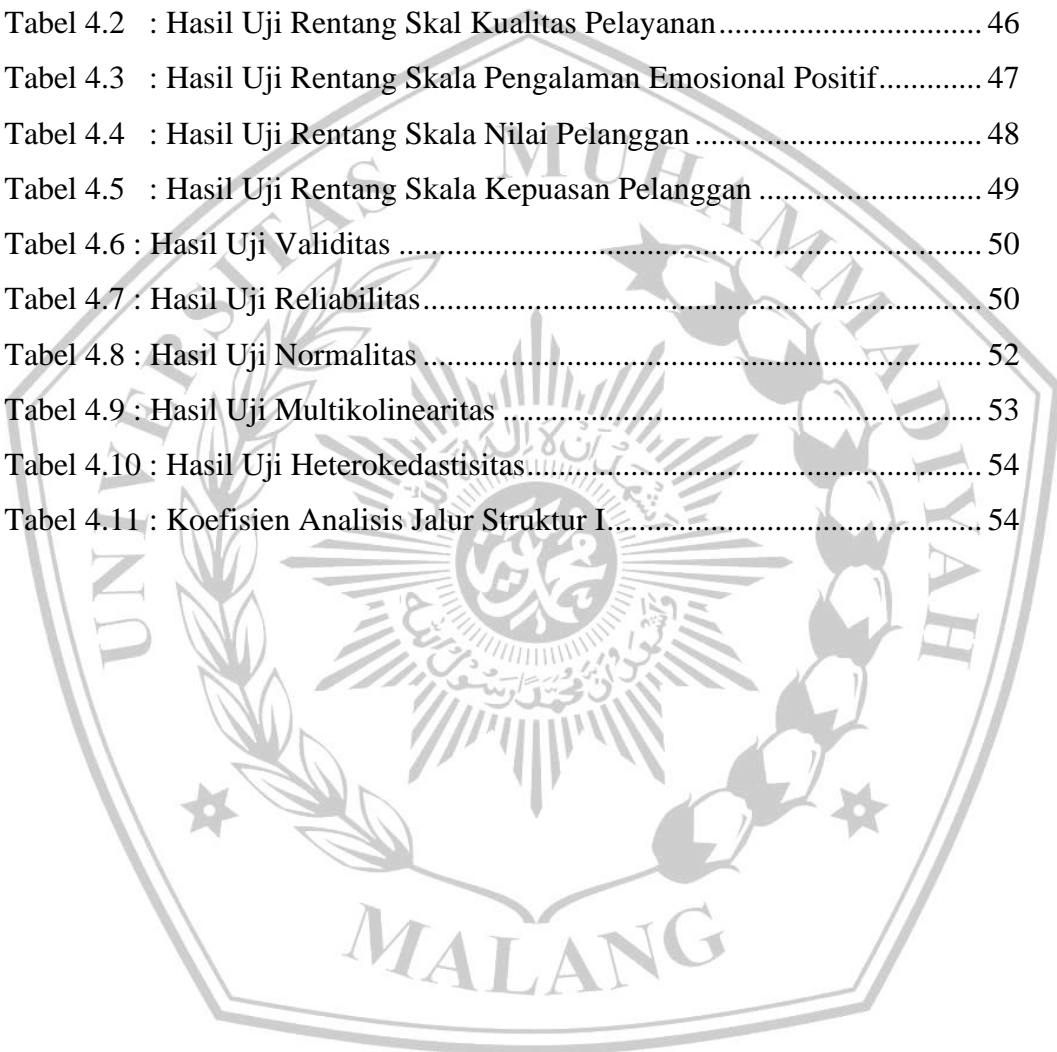 Tabel 4.2 : Hasil Uji Rentang Skal Kualitas Pelayanan................................ 46
Tabel 4.3 : Hasil Uji Rentang Skala Pengalaman Emosional Positif............. 47
Tabel 4.4 : Hasil Uji Rentang Skala Nilai Pelanggan ................................... 48
Tabel 4.5 : Hasil Uji Rentang Skala Kepuasan Pelanggan ........................... 49
Tabel 4.6 : Hasil Uji Validitas ...................................................................... 50
Tabel 4.7 : Hasil Uji Reliabilitas.................................................................... 50
Tabel 4.8 : Hasil Uji Normalitas .................................................................... 52
Tabel 4.9 : Hasil Uji Multikolinearitas .......................................................... 53
Tabel 4.10 : Hasil Uji Heterokedastisitas....................................................... 54
Tabel 4.11 : Koefisien Analisis Jalur Struktur I............................................. 54
UNIVERSITAS MUHAMMADIYAH
MALANG